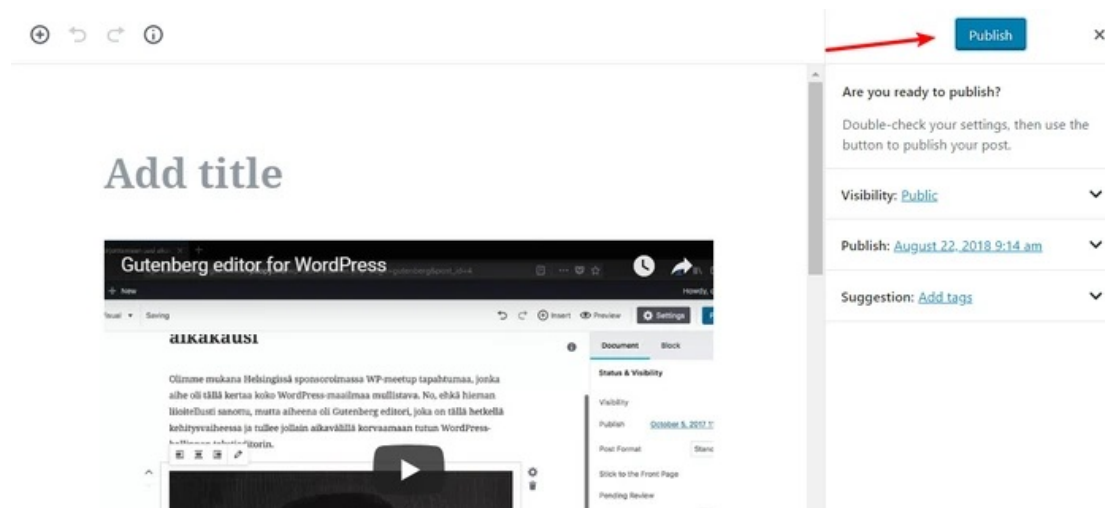 Publish
Are you ready to publish?
Double-check your settings, then use the
button to publish your post.
Visibility: Public
Publish: August 22, 2018 9:14 am
Suggestion: Add tags
Add title
Gutenberg editor for WordPress
New
Howdy,
Saving
Insert
Preview
Settings
aikakausi
Document
Block
Olimme mukana Helsingissä sponsoroimassa WP-meetup tapahtumaa, jonka
aihe oli tällä kertaa koko WordPress-maailmaa mullistava. No, ehkä hieman
liioitellusti sanottu, mutta aiheena oli Gutenberg editori, joka on tällä hetkellä
kehitysvaiheessa ja tullee jollain aikavälillä korvaamaan tutun WordPress-
Status & Visibility
Visibility
Publish
October 5, 2017
Post Format
Stick to the Front Page
Pending Review